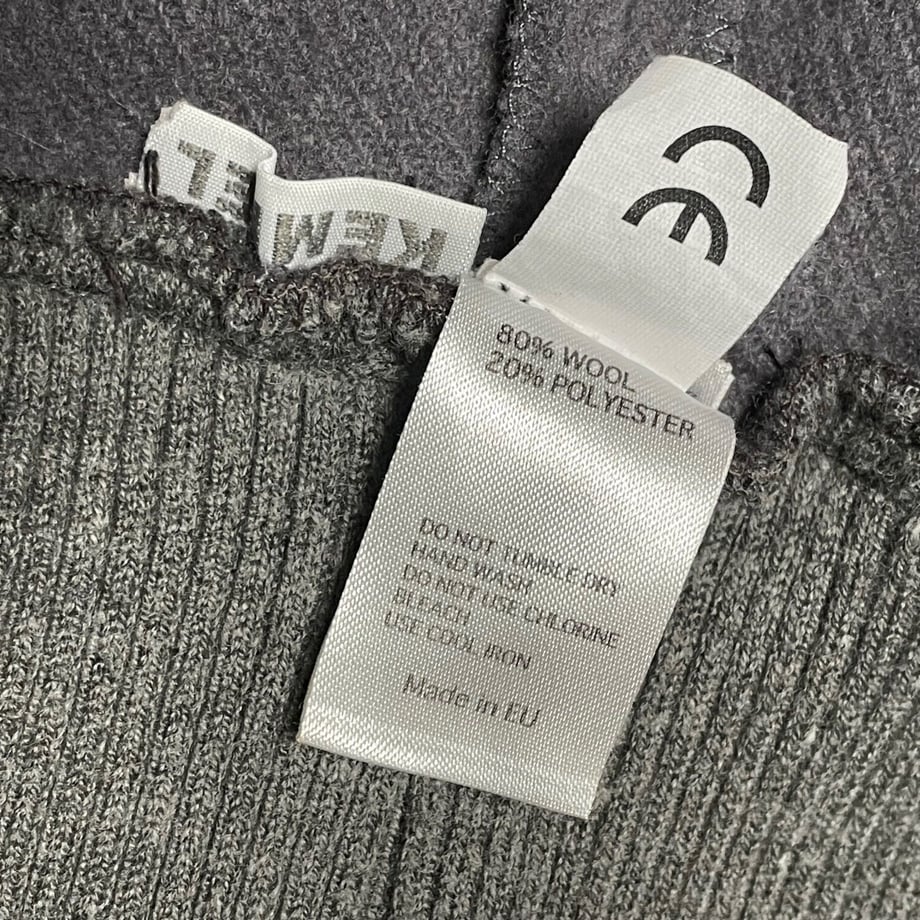 CE
80% WOOL
20% POLYESTER
DO NOT TUMBLE DRY
HAND WASH
DO NOT USE CHLORINE
BLEACH
USE COOL IRON
Made in EU